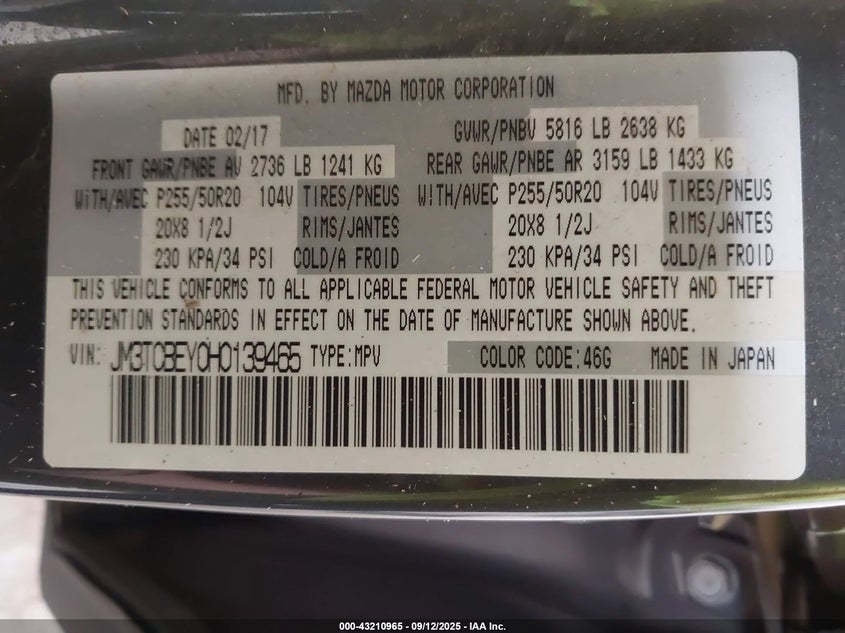 MFD. BY MAZDA MOTOR CORPORATION
DATE 02/17 GVWR/PNBV 5816 LB 2638 KG
FRONT GAWR/PNBE AV 2736 LB 1241 KG REAR GAWR/PNBE AR 3159 LB 1433 KG
WITH/AVEC P255/50R20 104V TIRES/PNEUS WITH/AVEC P255/50R20 104V TIRES/PNEUS
20X8 1/2J RIMS/JANTES 20X8 1/2J RIMS/JANTES
230 KPA/34 PSI COLD/A FROID 230 KPA/34 PSI COLD/A FROID
THIS VEHICLE CONFORMS TO ALL APPLICABLE FEDERAL MOTOR VEHICLE SAFETY AND THEFT
PREVENTION STANDARDS IN EFFECT ON THE DATE OF MANUFACTURE SHOWN ABOVE.
VIN: JM3TCBEY0H0139465 TYPE:MPV COLOR CODE:46G MADE IN JAPAN
000-43210965 - 09/12/2025 - IAA Inc.